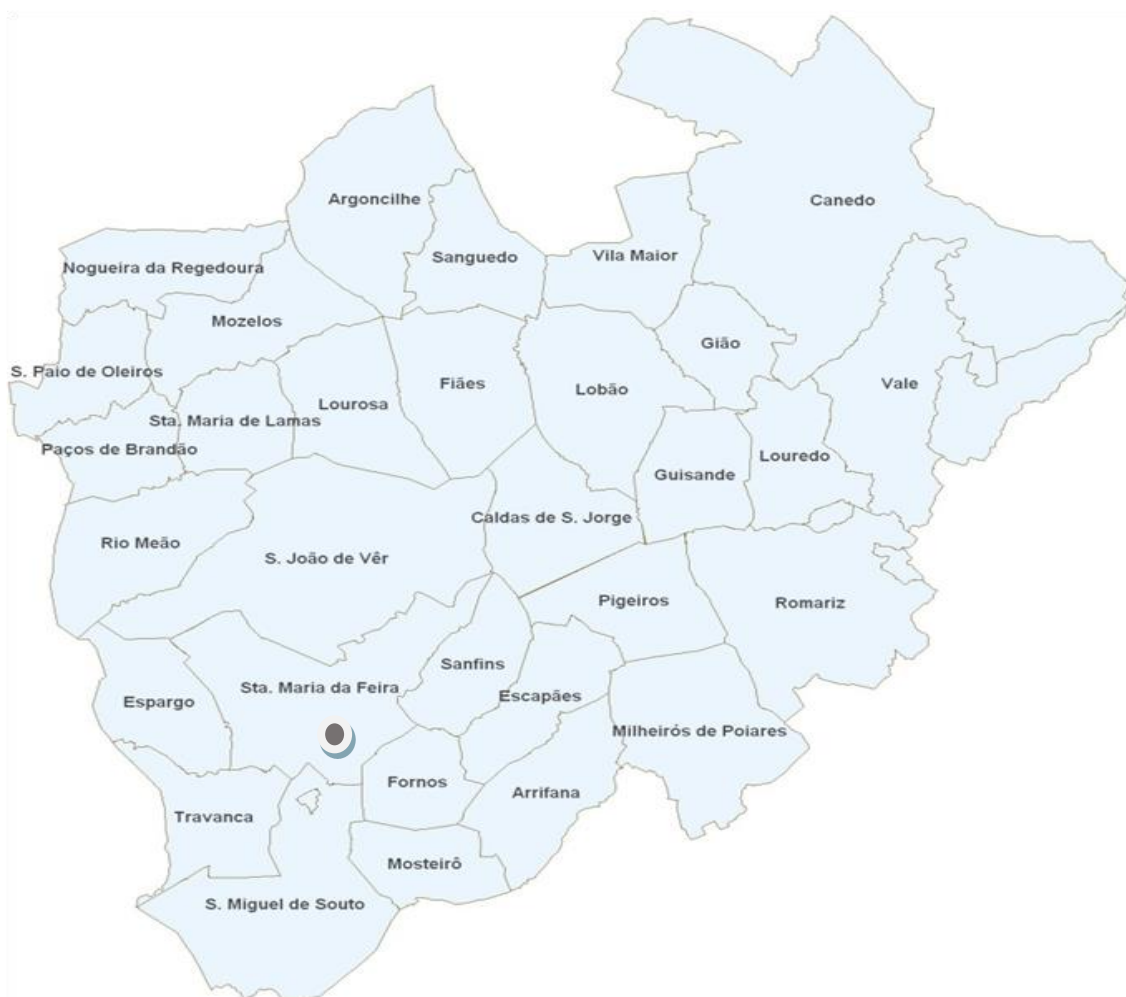 Argoncilhe
Canedo
Sanguedo
Vila Maior
Nogueira da Regedoura
Mozelos
Gião
S. Paio de Oleiros
Fiães
Lobão
Vale
Lourosa
Sta. Maria de Lamas
Paços de Brandão
Louredo
Guisande
Caldas de S. Jorge
Rio Meão
S. João de Vêr
Pigeiros
Romariz
Sanfins
Sta. Maria da Feira
Escapães
Espargo
Milheirós de Poiares
Fornos
Arrifana
Travanca
Mosteirô
S. Miguel de Souto